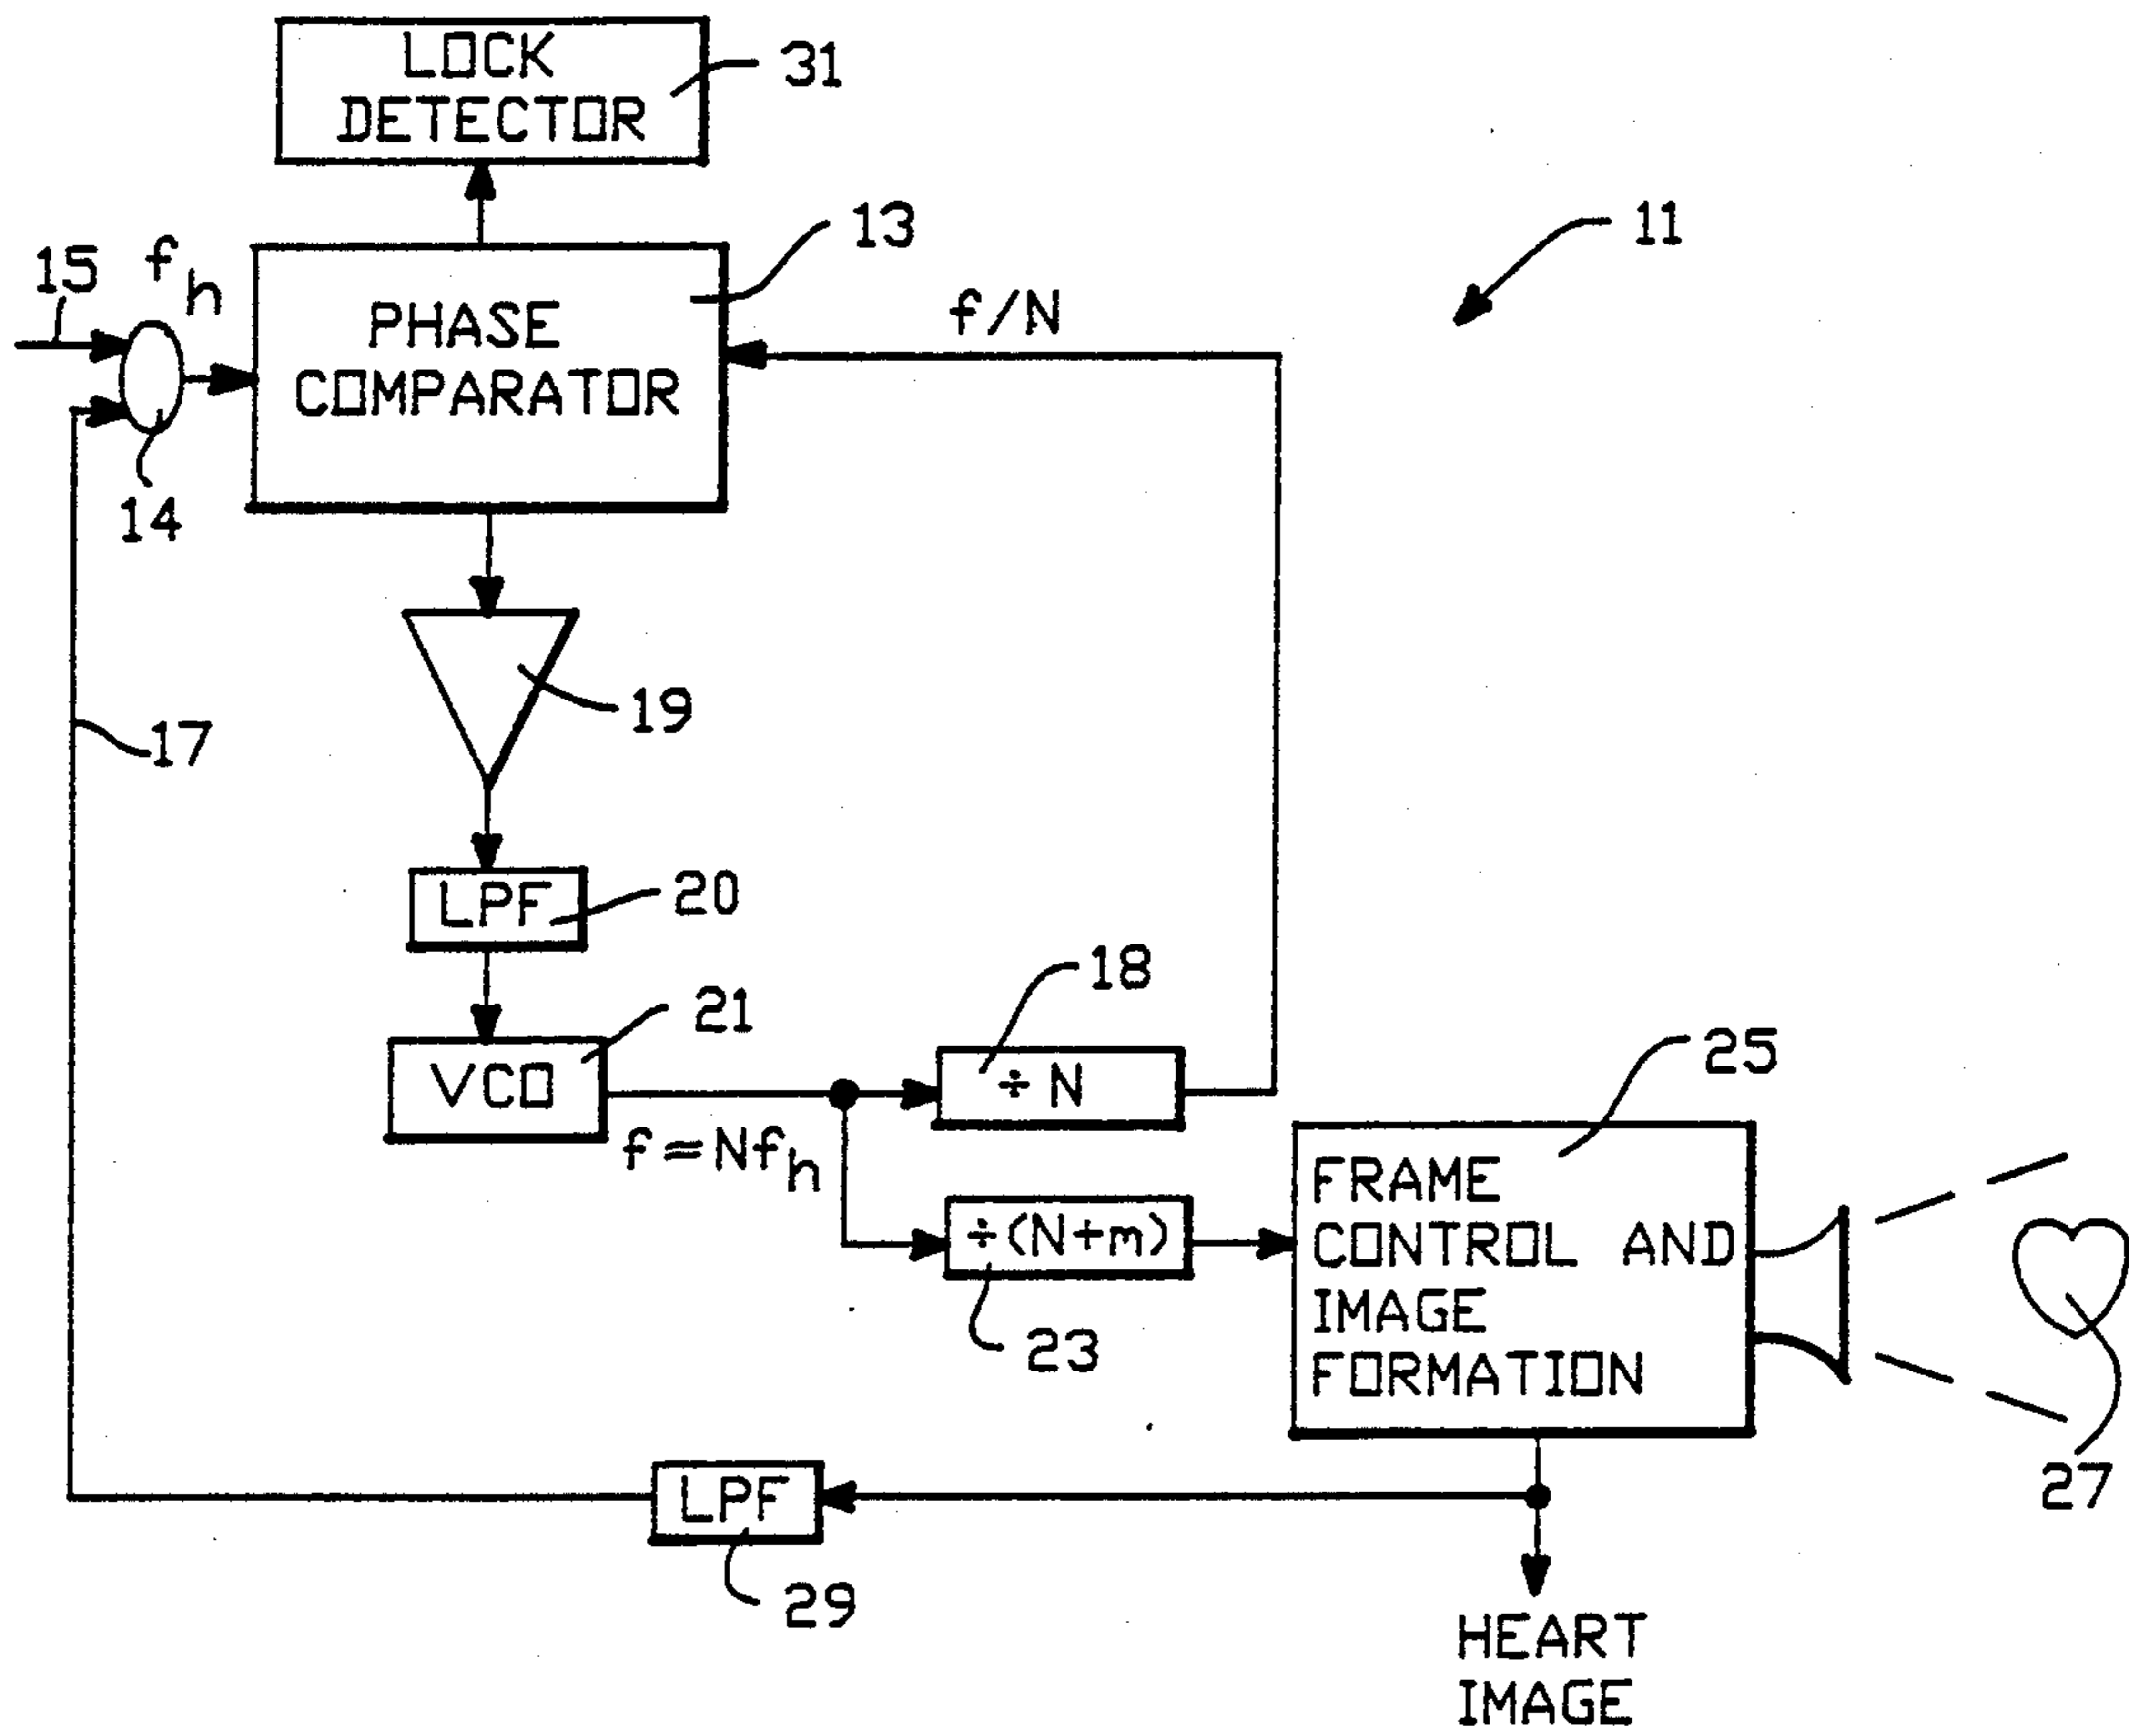 LOCK
DETECTOR
31
13
11
15
f h
PHASE
COMPARATOR
f/N
14
19
17
LPF
20
18
21
VCO
÷ N
25
f=Nf h
FRAME
CONTROL AND
IMAGE
FORMATION
÷(N+m)
23
27
LPF
29
HEART
IMAGE